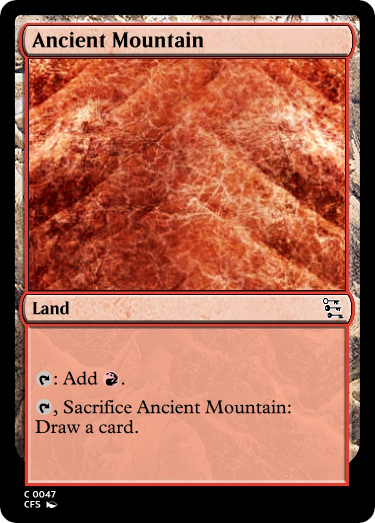 Ancient Mountain
Land
: Add .
, Sacrifice Ancient Mountain:
Draw a card.
C 0047
CFS